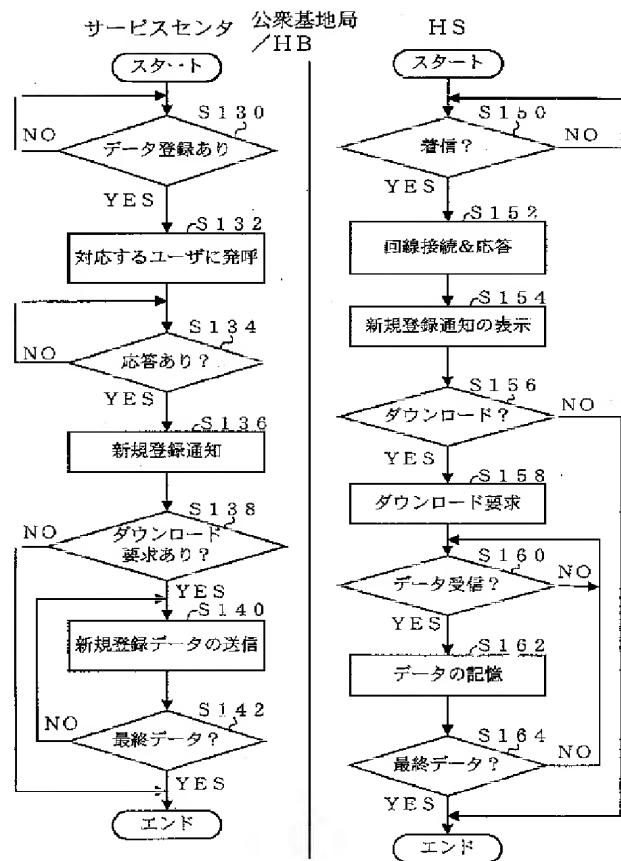 サービスセンタ
公衆基地局
／HB
HS
スタート
S130
データ登録あり
NO
YES
S132
対応するユーザに発呼
S134
応答あり？
NO
YES
S136
新規登録通知
S138
ダウンロード
要求あり？
NO
YES
S140
新規登録データの送信
S142
最終データ？
NO
YES
エンド
スタート
S150
着信？
NO
YES
S152
回線接続&応答
S154
新規登録通知の表示
S156
ダウンロード？
NO
YES
S158
ダウンロード要求
S160
データ受信？
NO
YES
S162
データの記憶
S164
最終データ？
NO
YES
エンド